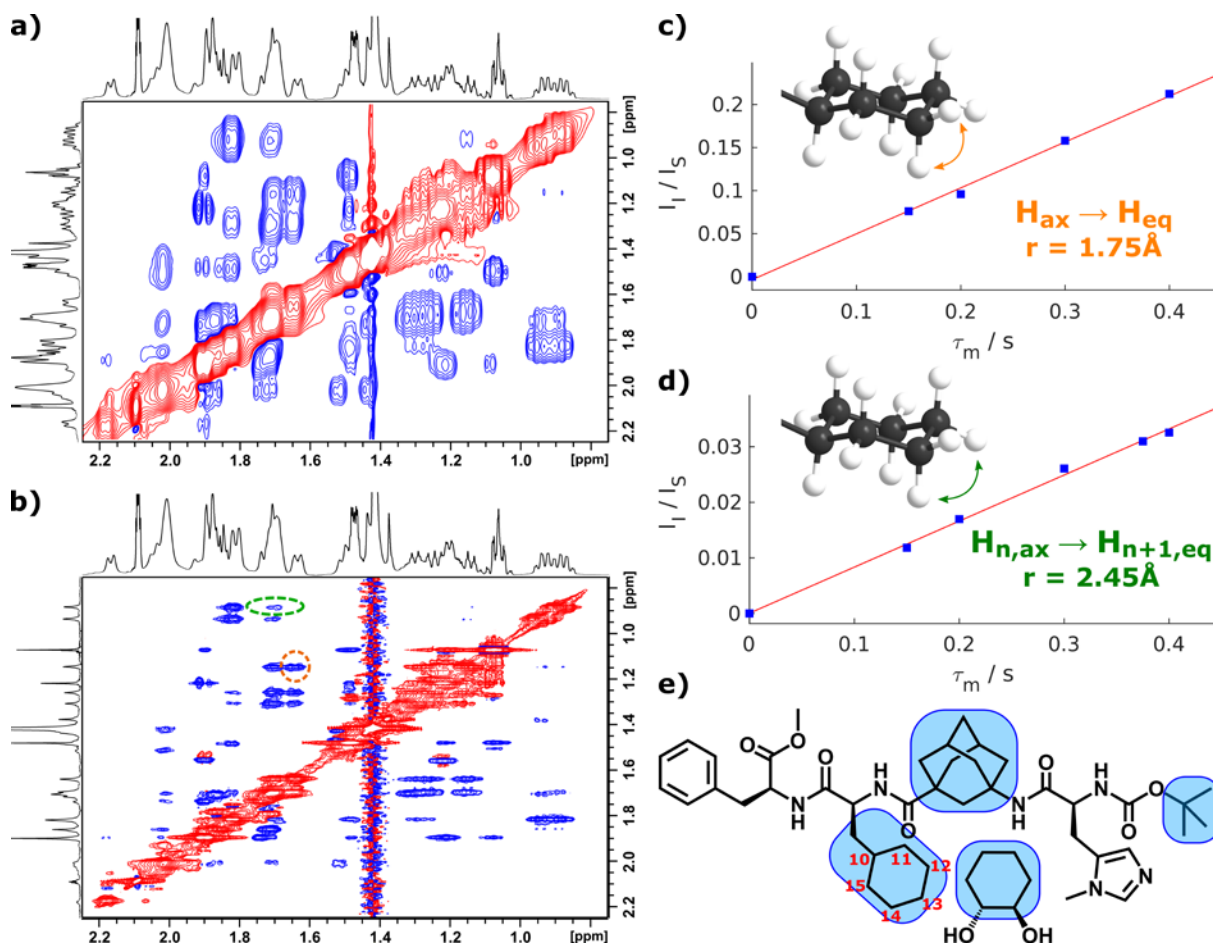 a)
[ppm]
1.0
1.2
1.4
1.6
1.8
2.0
2.2
2.2 2.0 1.8 1.6 1.4 1.2 1.0 [ppm]
b)
[ppm]
1.0
1.2
1.4
1.6
1.8
2.0
2.2
2.2 2.0 1.8 1.6 1.4 1.2 1.0 [ppm]
c)
I_I / I_S
0.2
0.15
0.1
0.05
0
H_ax → H_eq
r = 1.75Å
0 0.1 0.2 0.3 0.4
τ_m / s
d)
I_I / I_S
0.03
0.02
0.01
0
H_n,ax → H_n+1,eq
r = 2.45Å
0 0.1 0.2 0.3 0.4
τ_m / s
e)
O
O
O
N
H
H
N
O
N
H
O
H
N
O
O
N
N
10
11
12
13
14
15
HO
OH